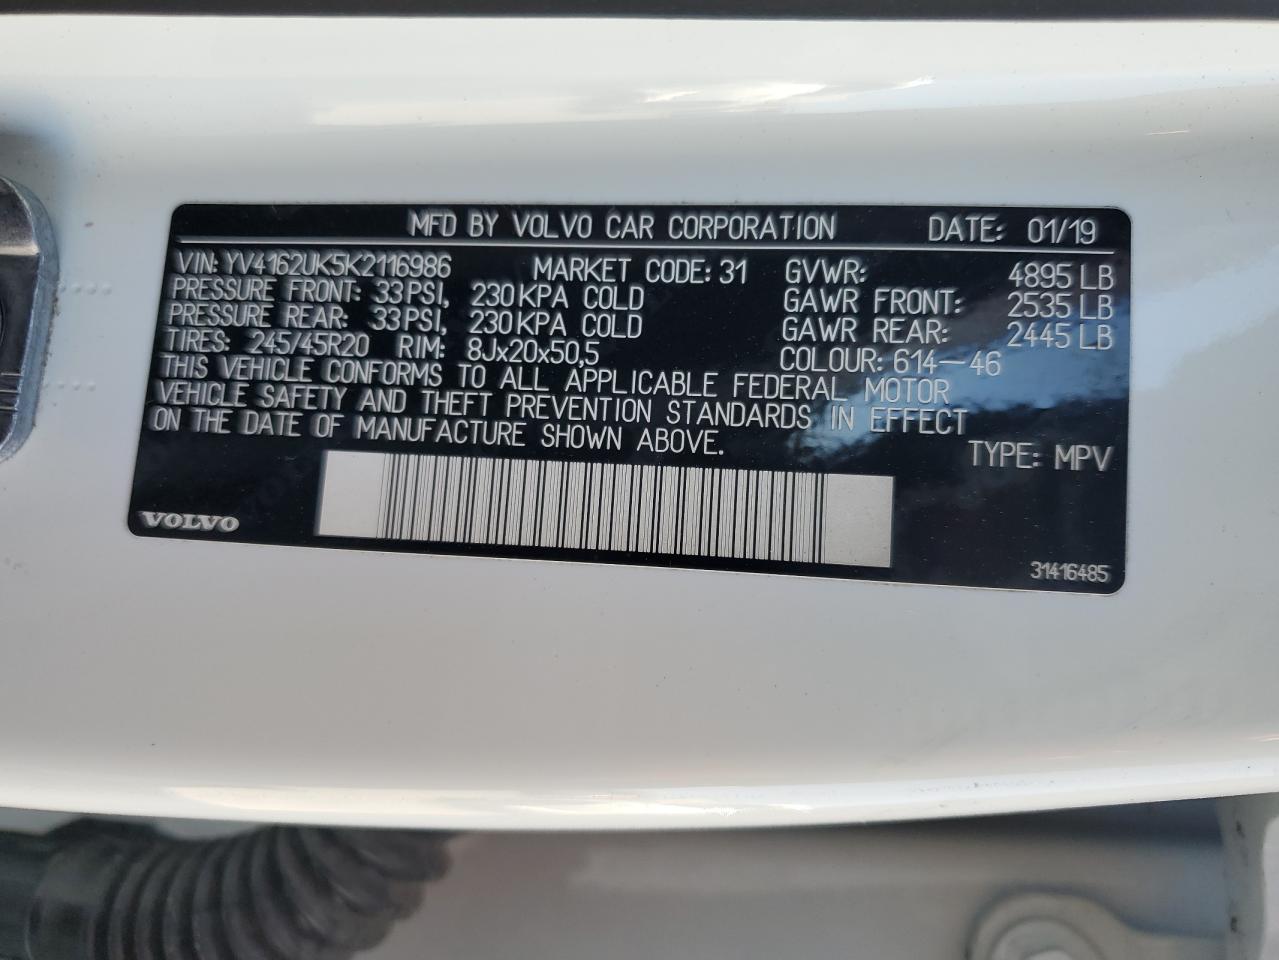 MFD BY VOLVO CAR CORPORATION DATE: 01/19
VIN: YV4162UK5K2116986 MARKET CODE: 31 GVWR: 4895 LB
PRESSURE FRONT: 33 PSI, 230 KPA COLD GAWR FRONT: 2535 LB
PRESSURE REAR: 33 PSI, 230 KPA COLD GAWR REAR: 2445 LB
TIRES: 245/45R20 RIM: 8Jx20x50,5 COLOUR: 614-46
THIS VEHICLE CONFORMS TO ALL APPLICABLE FEDERAL MOTOR
VEHICLE SAFETY AND THEFT PREVENTION STANDARDS IN EFFECT
ON THE DATE OF MANUFACTURE SHOWN ABOVE. TYPE: MPV
VOLVO
31416485